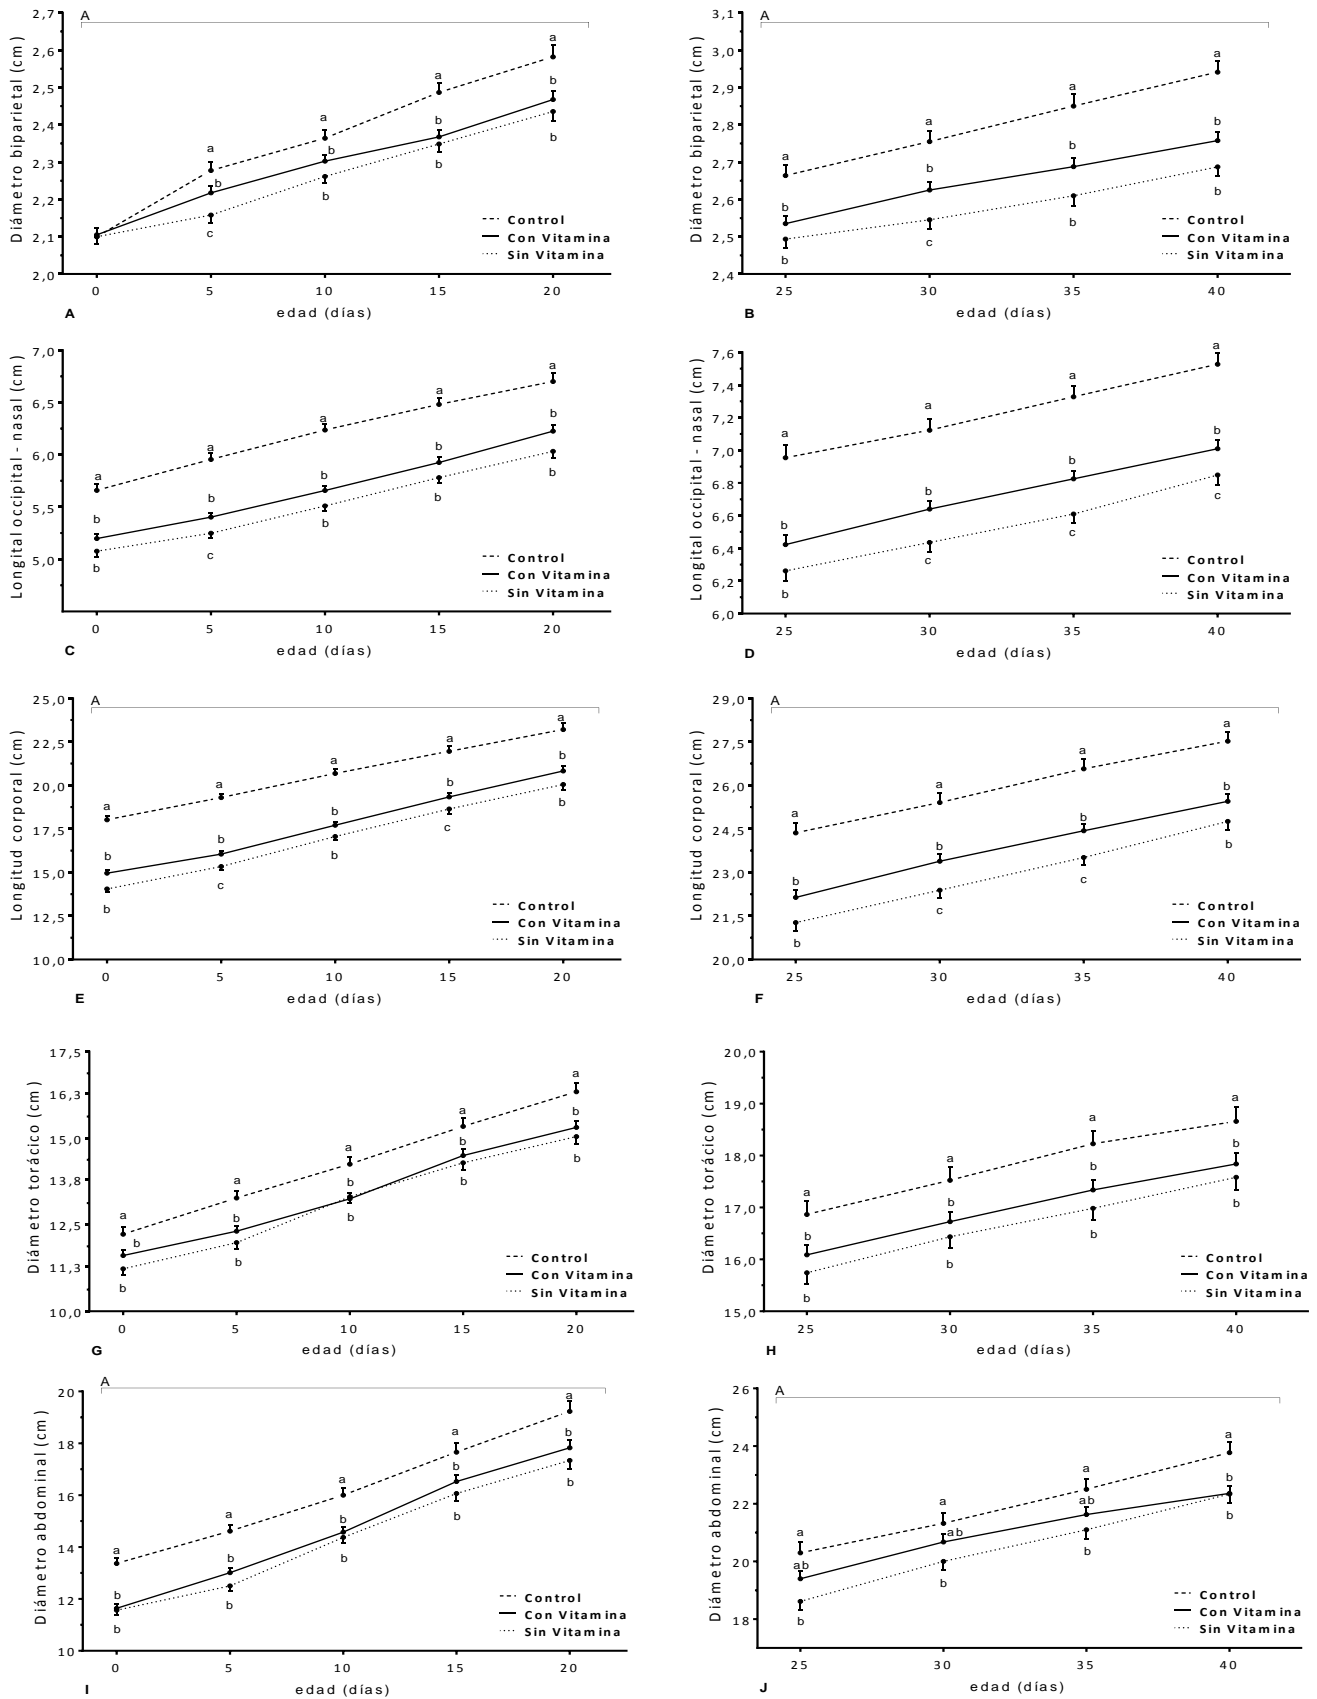 A
2,7
2,6
2,5
2,4
2,3
2,2
2,1
2,0
Diámetro biparietal (cm)
a
a
a
a
b
b
b
b
c
b
b
b
Control
Con Vitamina
Sin Vitamina
0 5 10 15 20
A edad (días)
A
3,1
3,0
2,9
2,8
2,7
2,6
2,5
2,4
Diámetro biparietal (cm)
a
a
a
a
b
b
b
b
b
c
b
b
Control
Con Vitamina
Sin Vitamina
25 30 35 40
B edad (días)
7,0
6,5
6,0
5,5
5,0
Longital occipital - nasal (cm)
a
a
a
a
a
b
b
b
b
b
b
c
b
b
b
Control
Con Vitamina
Sin Vitamina
0 5 10 15 20
C edad (días)
7,6
7,4
7,2
7,0
6,8
6,6
6,4
6,2
6,0
Longital occipital - nasal (cm)
a
a
a
a
b
b
b
b
b
c
c
c
Control
Con Vitamina
Sin Vitamina
25 30 35 40
D edad (días)
A
25,0
22,5
20,0
17,5
15,0
12,5
10,0
Longitud corporal (cm)
a
a
a
a
a
b
b
b
b
b
b
c
b
c
b
Control
Con Vitamina
Sin Vitamina
0 5 10 15 20
E edad (días)
A
29,0
27,5
26,0
24,5
23,0
21,5
20,0
Longitud corporal (cm)
a
a
a
a
b
b
b
b
b
c
c
b
Control
Con Vitamina
Sin Vitamina
25 30 35 40
F edad (días)
17,5
16,3
15,0
13,8
12,5
11,3
10,0
Diámetro torácico (cm)
a
a
a
a
a
b
b
b
b
b
b
b
b
b
b
Control
Con Vitamina
Sin Vitamina
0 5 10 15 20
G edad (días)
20,0
19,0
18,0
17,0
16,0
15,0
Diámetro torácico (cm)
a
a
a
a
b
b
b
b
b
b
b
b
Control
Con Vitamina
Sin Vitamina
25 30 35 40
H edad (días)
A
20
18
16
14
12
10
Diámetro abdominal (cm)
a
a
a
a
a
b
b
b
b
b
b
b
b
b
b
Control
Con Vitamina
Sin Vitamina
0 5 10 15 20
I edad (días)
A
26
24
22
20
18
Diámetro abdominal (cm)
a
a
a
a
ab
ab
ab
b
b
b
b
b
Control
Con Vitamina
Sin Vitamina
25 30 35 40
J edad (días)